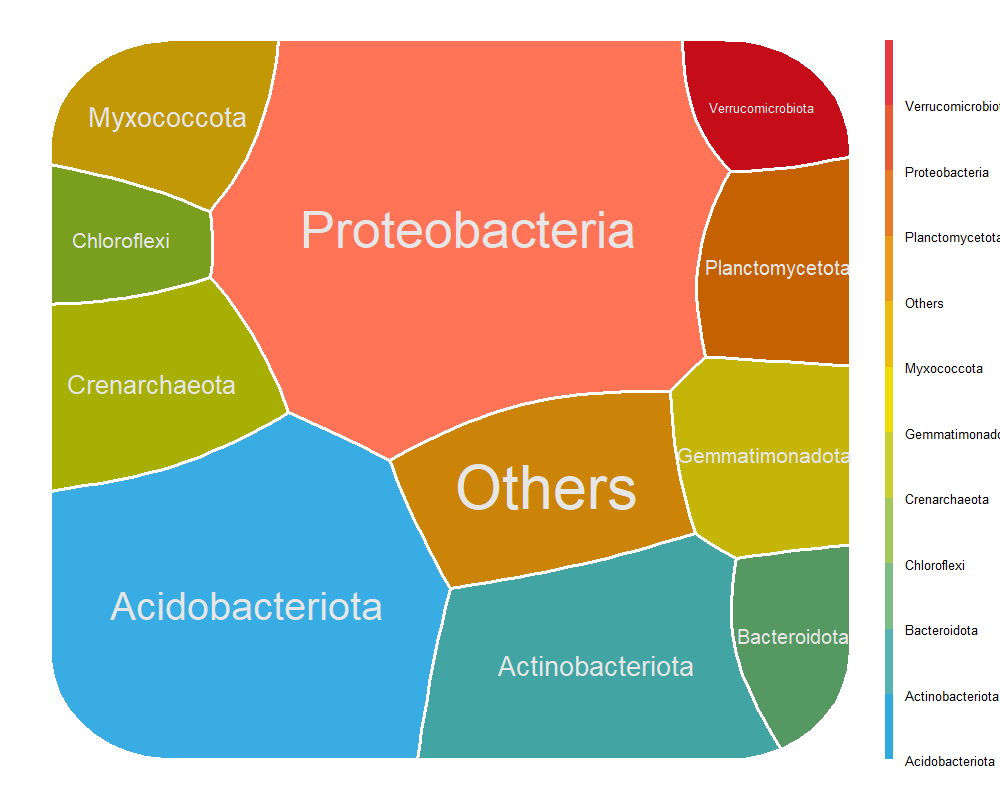 Myxococcota
Verrucomicrobiota
Chloroflexi
Proteobacteria
Planctomycetota
Crenarchaeota
Gemmatimonadota
Others
Acidobacteriota
Actinobacteriota
Bacteroidota
Verrucomicrobiot
Proteobacteria
Planctomycetota
Others
Myxococcota
Gemmatimonado
Crenarchaeota
Chloroflexi
Bacteroidota
Actinobacteriota
Acidobacteriota